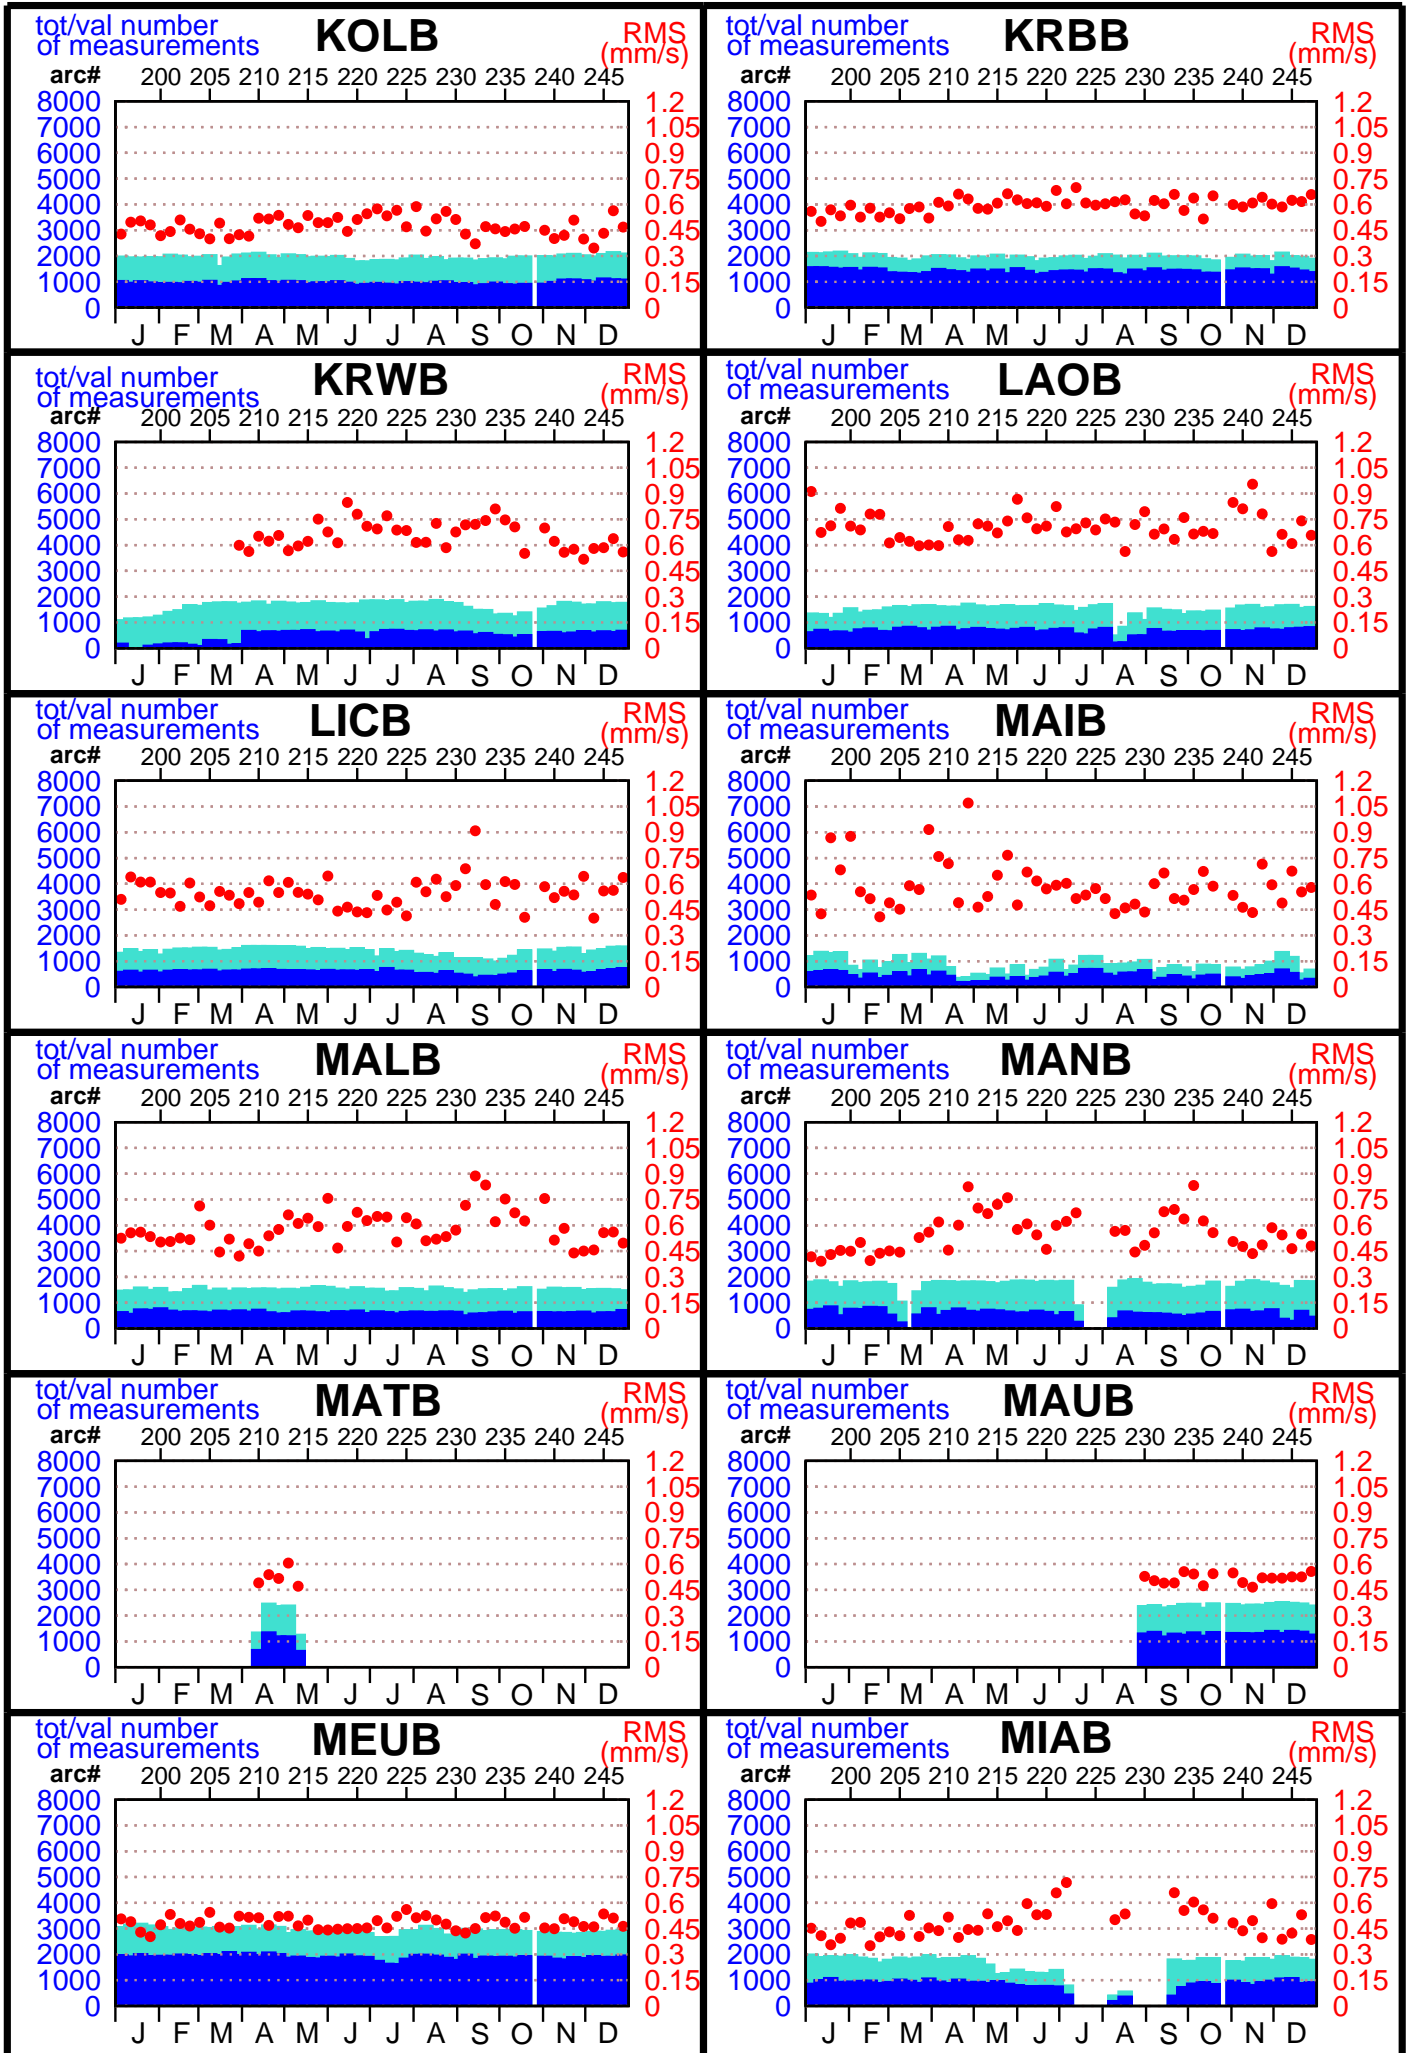 tot/val number
of measurements
KOLB
RMS
(mm/s)
arc#
200 205 210 215 220 225 230 235 240 245
8000 1.2
7000 1.05
6000 0.9
5000 0.75
4000 0.6
3000 0.45
2000 0.3
1000 0.15
0 0
J F M A M J J A S O N D
tot/val number
of measurements
KRBB
RMS
(mm/s)
arc#
200 205 210 215 220 225 230 235 240 245
8000 1.2
7000 1.05
6000 0.9
5000 0.75
4000 0.6
3000 0.45
2000 0.3
1000 0.15
0 0
J F M A M J J A S O N D
tot/val number
of measurements
KRWB
RMS
(mm/s)
arc#
200 205 210 215 220 225 230 235 240 245
8000 1.2
7000 1.05
6000 0.9
5000 0.75
4000 0.6
3000 0.45
2000 0.3
1000 0.15
0 0
J F M A M J J A S O N D
tot/val number
of measurements
LAOB
RMS
(mm/s)
arc#
200 205 210 215 220 225 230 235 240 245
8000 1.2
7000 1.05
6000 0.9
5000 0.75
4000 0.6
3000 0.45
2000 0.3
1000 0.15
0 0
J F M A M J J A S O N D
tot/val number
of measurements
LICB
RMS
(mm/s)
arc#
200 205 210 215 220 225 230 235 240 245
8000 1.2
7000 1.05
6000 0.9
5000 0.75
4000 0.6
3000 0.45
2000 0.3
1000 0.15
0 0
J F M A M J J A S O N D
tot/val number
of measurements
MAIB
RMS
(mm/s)
arc#
200 205 210 215 220 225 230 235 240 245
8000 1.2
7000 1.05
6000 0.9
5000 0.75
4000 0.6
3000 0.45
2000 0.3
1000 0.15
0 0
J F M A M J J A S O N D
tot/val number
of measurements
MALB
RMS
(mm/s)
arc#
200 205 210 215 220 225 230 235 240 245
8000 1.2
7000 1.05
6000 0.9
5000 0.75
4000 0.6
3000 0.45
2000 0.3
1000 0.15
0 0
J F M A M J J A S O N D
tot/val number
of measurements
MANB
RMS
(mm/s)
arc#
200 205 210 215 220 225 230 235 240 245
8000 1.2
7000 1.05
6000 0.9
5000 0.75
4000 0.6
3000 0.45
2000 0.3
1000 0.15
0 0
J F M A M J J A S O N D
tot/val number
of measurements
MATB
RMS
(mm/s)
arc#
200 205 210 215 220 225 230 235 240 245
8000 1.2
7000 1.05
6000 0.9
5000 0.75
4000 0.6
3000 0.45
2000 0.3
1000 0.15
0 0
J F M A M J J A S O N D
tot/val number
of measurements
MAUB
RMS
(mm/s)
arc#
200 205 210 215 220 225 230 235 240 245
8000 1.2
7000 1.05
6000 0.9
5000 0.75
4000 0.6
3000 0.45
2000 0.3
1000 0.15
0 0
J F M A M J J A S O N D
tot/val number
of measurements
MEUB
RMS
(mm/s)
arc#
200 205 210 215 220 225 230 235 240 245
8000 1.2
7000 1.05
6000 0.9
5000 0.75
4000 0.6
3000 0.45
2000 0.3
1000 0.15
0 0
J F M A M J J A S O N D
tot/val number
of measurements
MIAB
RMS
(mm/s)
arc#
200 205 210 215 220 225 230 235 240 245
8000 1.2
7000 1.05
6000 0.9
5000 0.75
4000 0.6
3000 0.45
2000 0.3
1000 0.15
0 0
J F M A M J J A S O N D